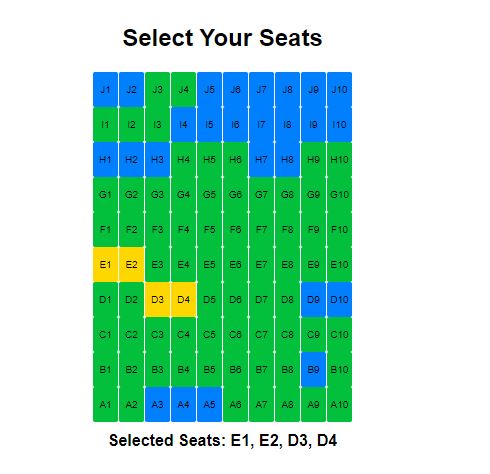 Select Your Seats
J1 J2 J3 J4 J5 J6 J7 J8 J9 J10
I1 I2 I3 I4 I5 I6 I7 I8 I9 I10
H1 H2 H3 H4 H5 H6 H7 H8 H9 H10
G1 G2 G3 G4 G5 G6 G7 G8 G9 G10
F1 F2 F3 F4 F5 F6 F7 F8 F9 F10
E1 E2 E3 E4 E5 E6 E7 E8 E9 E10
D1 D2 D3 D4 D5 D6 D7 D8 D9 D10
C1 C2 C3 C4 C5 C6 C7 C8 C9 C10
B1 B2 B3 B4 B5 B6 B7 B8 B9 B10
A1 A2 A3 A4 A5 A6 A7 A8 A9 A10
Selected Seats: E1, E2, D3, D4